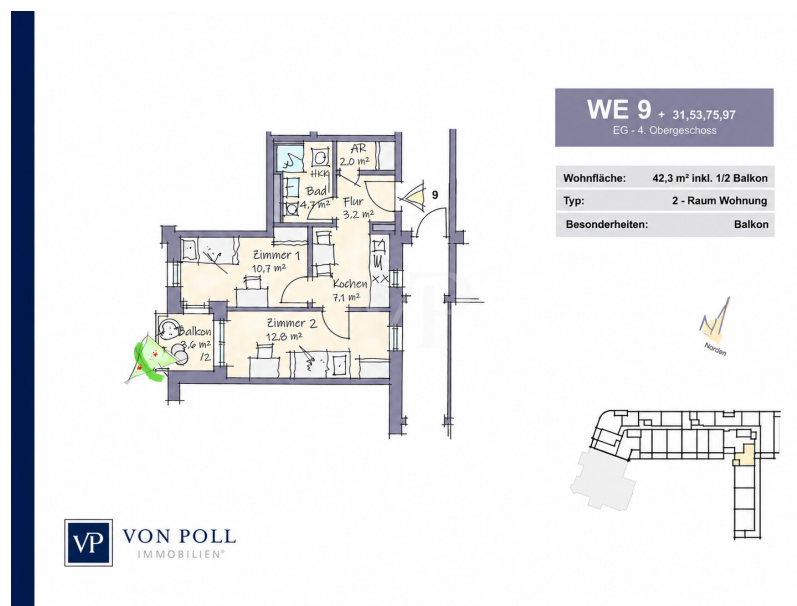 WE 9 + 31,53,75,97
EG - 4. Obergeschoss
Wohnfläche: 42,3 m² inkl. 1/2 Balkon
Typ: 2 - Raum Wohnung
Besonderheiten: Balkon
AR
2.0 m²
HKK
Bad
4.7 m²
Flur
3.2 m²
9
Zimmer 1
10.7 m²
Kochen
7.1 m²
Zimmer 2
12.8 m²
Balkon
3.6 m²
/2
Norden
VP
VP
VON POLL
IMMOBILIEN®